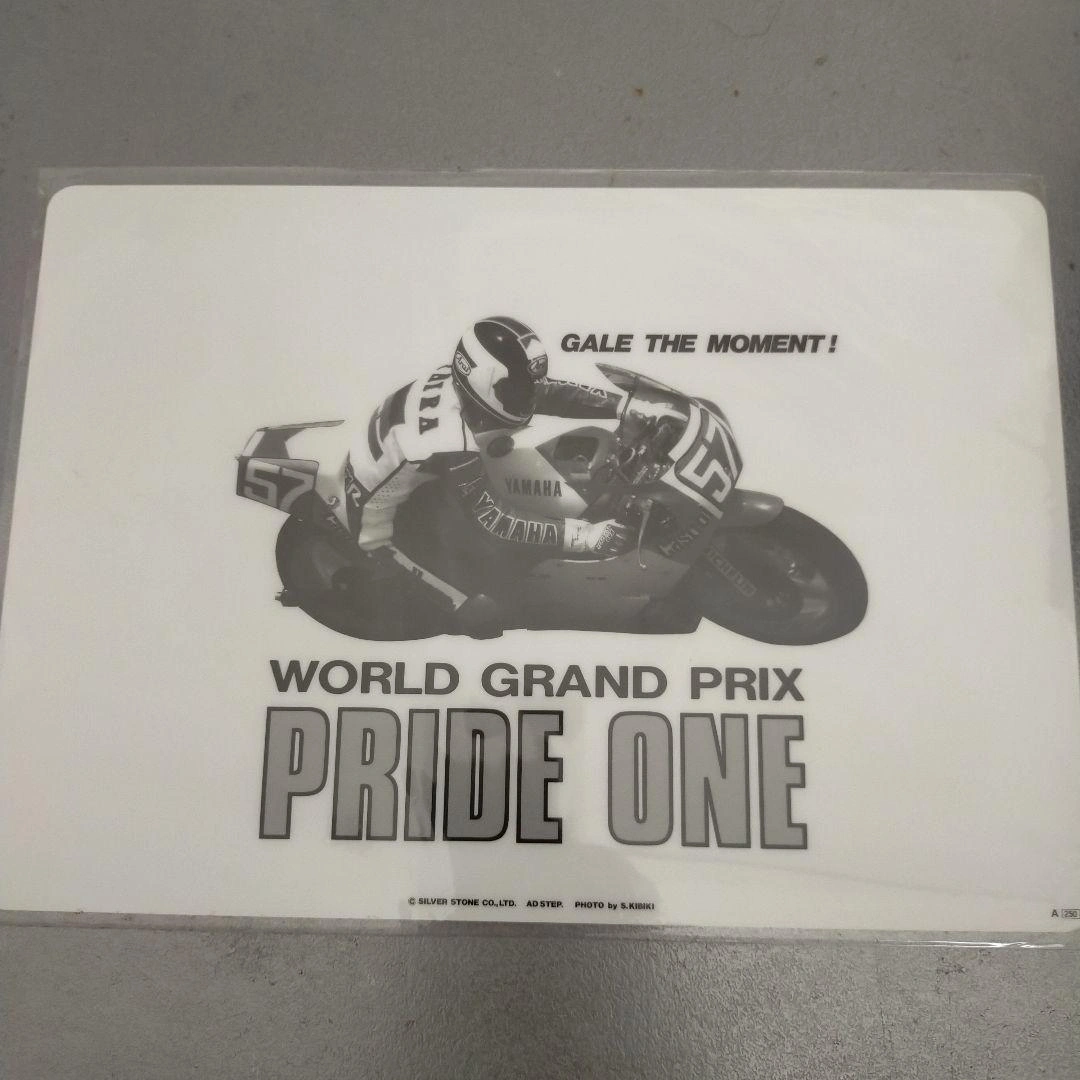 GALE THE MOMENT!
AIRA
57
YAMAHA
57
YAMAHA
WORLD GRAND PRIX
PRIDE ONE
© SILVER STONE CO.,LTD. AD STEP. PHOTO by S.KIBIKI
A 250